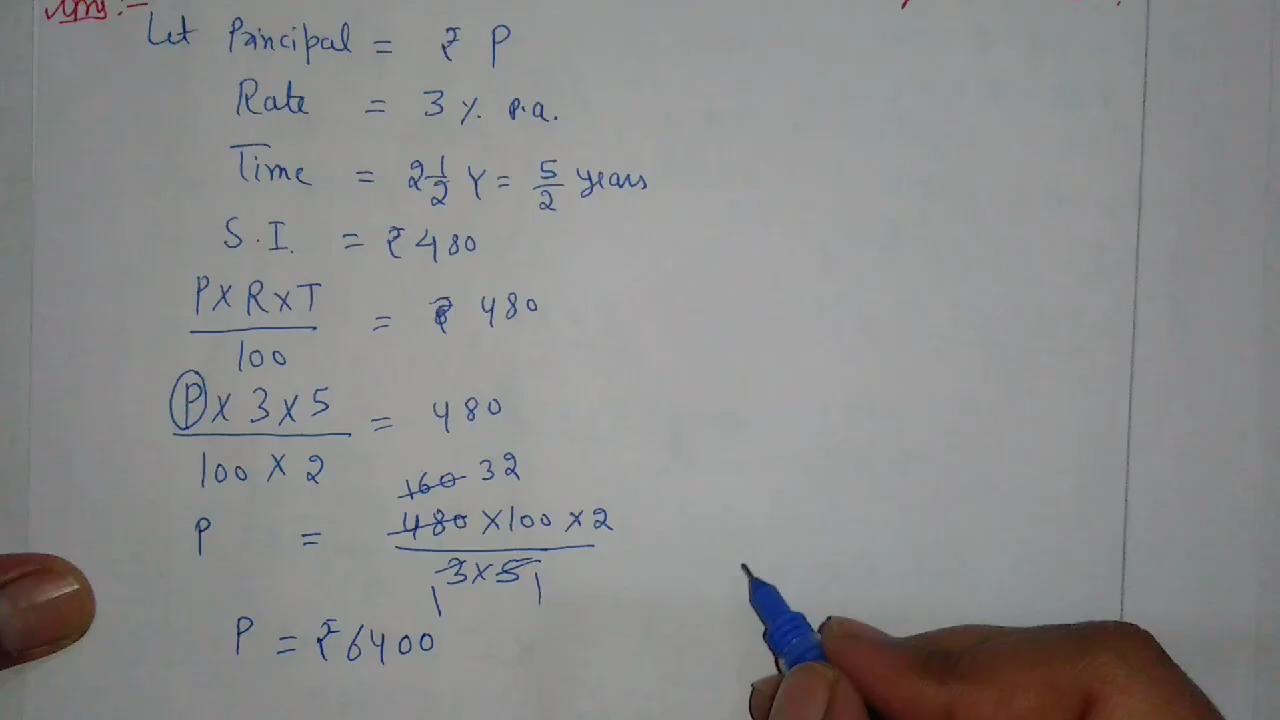 Ans :-
Let Principal = ₹ P
Rate = 3 % p.a.
Time = 2 1/2 Y = 5/2 years
S.I. = ₹ 480
P × R × T / 100 = ₹ 480
P × 3 × 5 / 100 × 2 = 480
160 32
P = 480 × 100 × 2 / 3 × 5
1 1
P = ₹ 6400